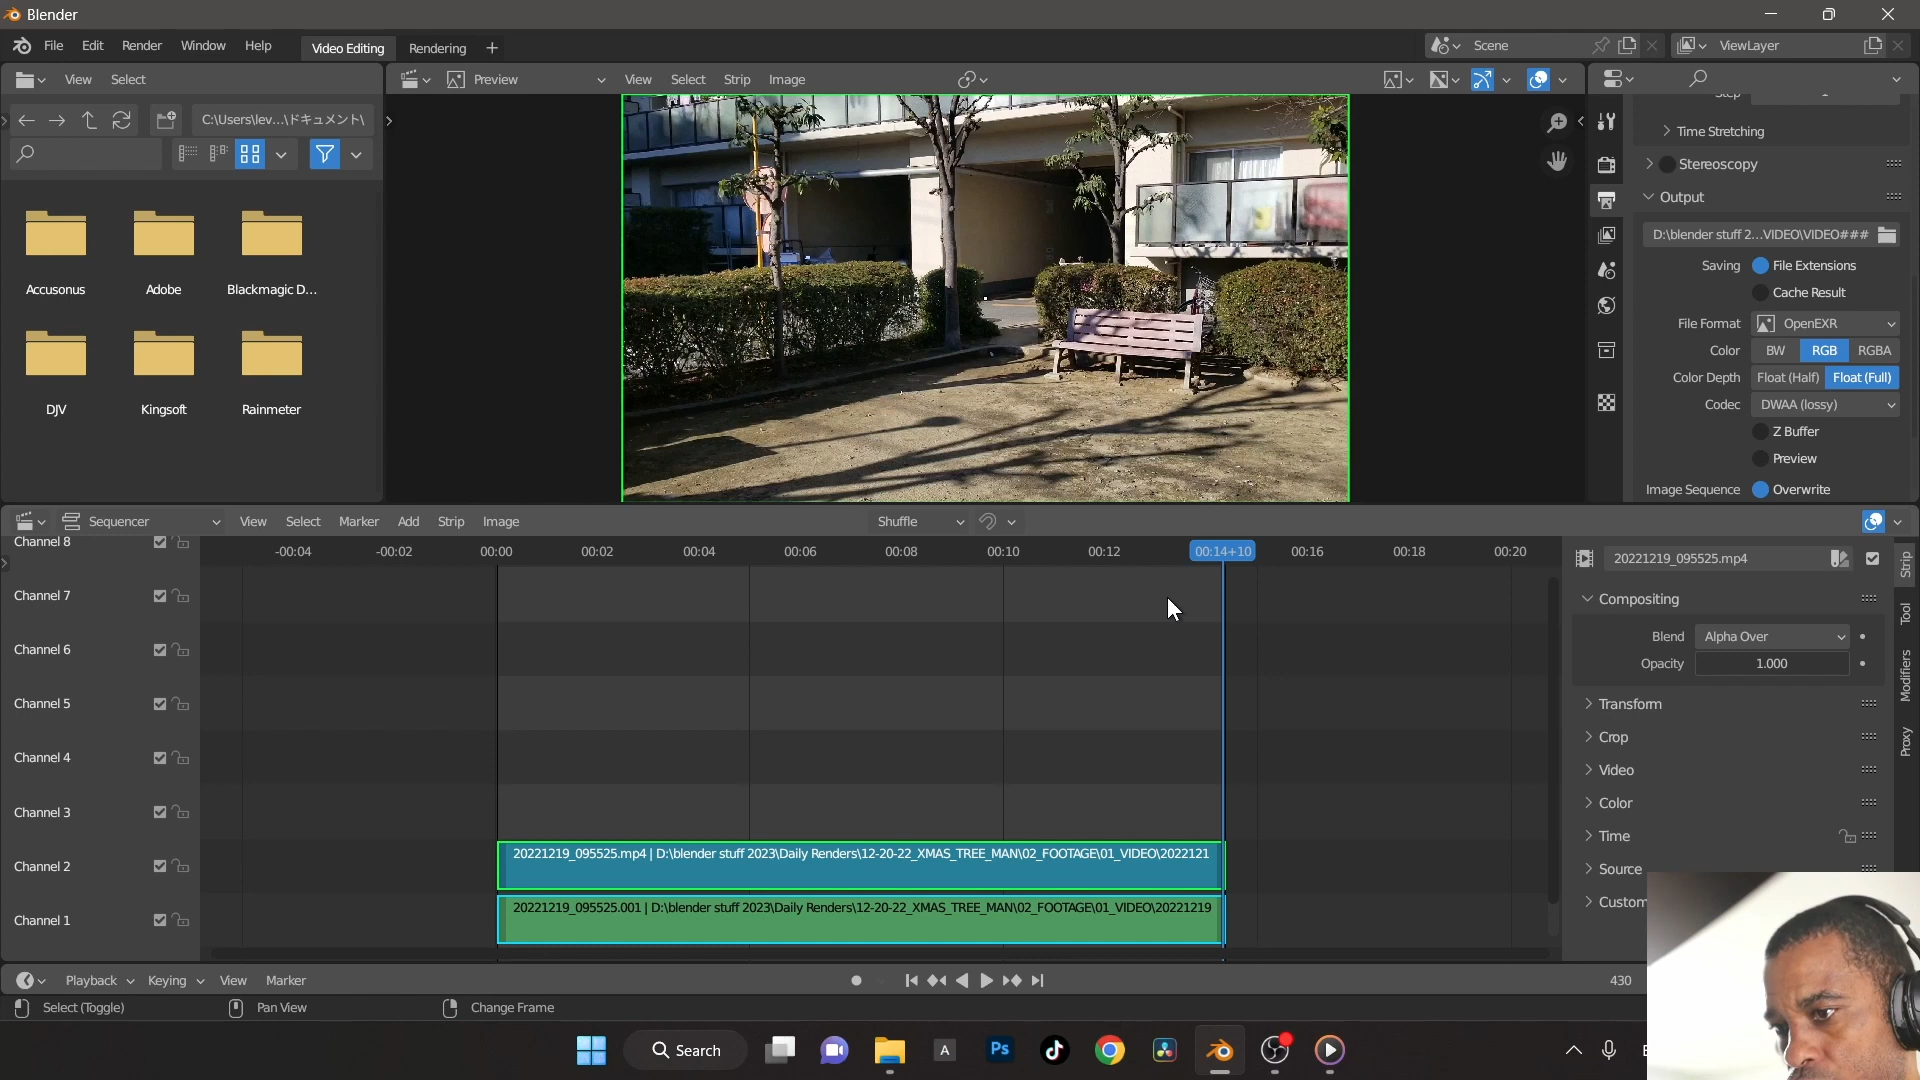 Blender
File Edit Render Window Help Video Editing Rendering + Scene ViewLayer
View Select Preview View Select Strip Image
C:\Users\lev...\ドキュメント\
Time Stretching
Stereoscopy
Output
D:\blender stuff 2...VIDEO\VIDEO###
Saving File Extensions
Cache Result
File Format OpenEXR
Color BW RGB RGBA
Color Depth Float (Half) Float (Full)
Codec DWAA (lossy)
Z Buffer
Preview
Image Sequence Overwrite
Accusonus Adobe Blackmagic D...
DJV Kingsoft Rainmeter
Sequencer View Select Marker Add Strip Image Shuffle
-00:04 -00:02 00:00 00:02 00:04 00:06 00:08 00:10 00:12 00:14+10 00:16 00:18 00:20
Channel 8
Channel 7
Channel 6
Channel 5
Channel 4
Channel 3
Channel 2
Channel 1
20221219_095525.mp4 | D:\blender stuff 2023\Daily Renders\12-20-22_XMAS_TREE_MAN\02_FOOTAGE\01_VIDEO\2022121
20221219_095525.001 | D:\blender stuff 2023\Daily Renders\12-20-22_XMAS_TREE_MAN\02_FOOTAGE\01_VIDEO\20221219
20221219_095525.mp4
Compositing
Blend Alpha Over
Opacity 1.000
Transform
Crop
Video
Color
Time
Source
Custom
Strip
Tool
Modifiers
Proxy
Playback Keying View Marker 430
Select (Toggle) Pan View Change Frame
Search A Ps